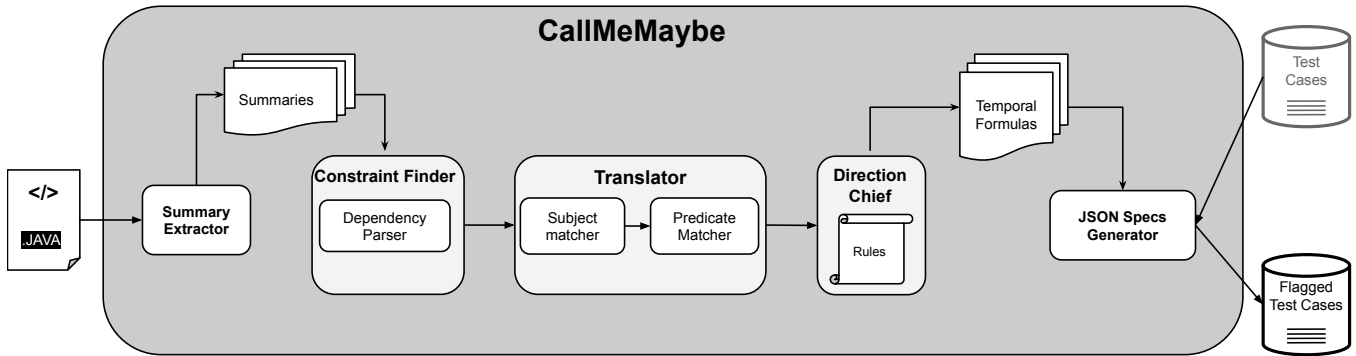 CallMeMaybe
Test
Cases
Summaries
Temporal
Formulas
</>
.JAVA
Summary
Extractor
Constraint Finder
Dependency
Parser
Translator
Subject
matcher
Predicate
Matcher
Direction
Chief
Rules
JSON Specs
Generator
Flagged
Test Cases